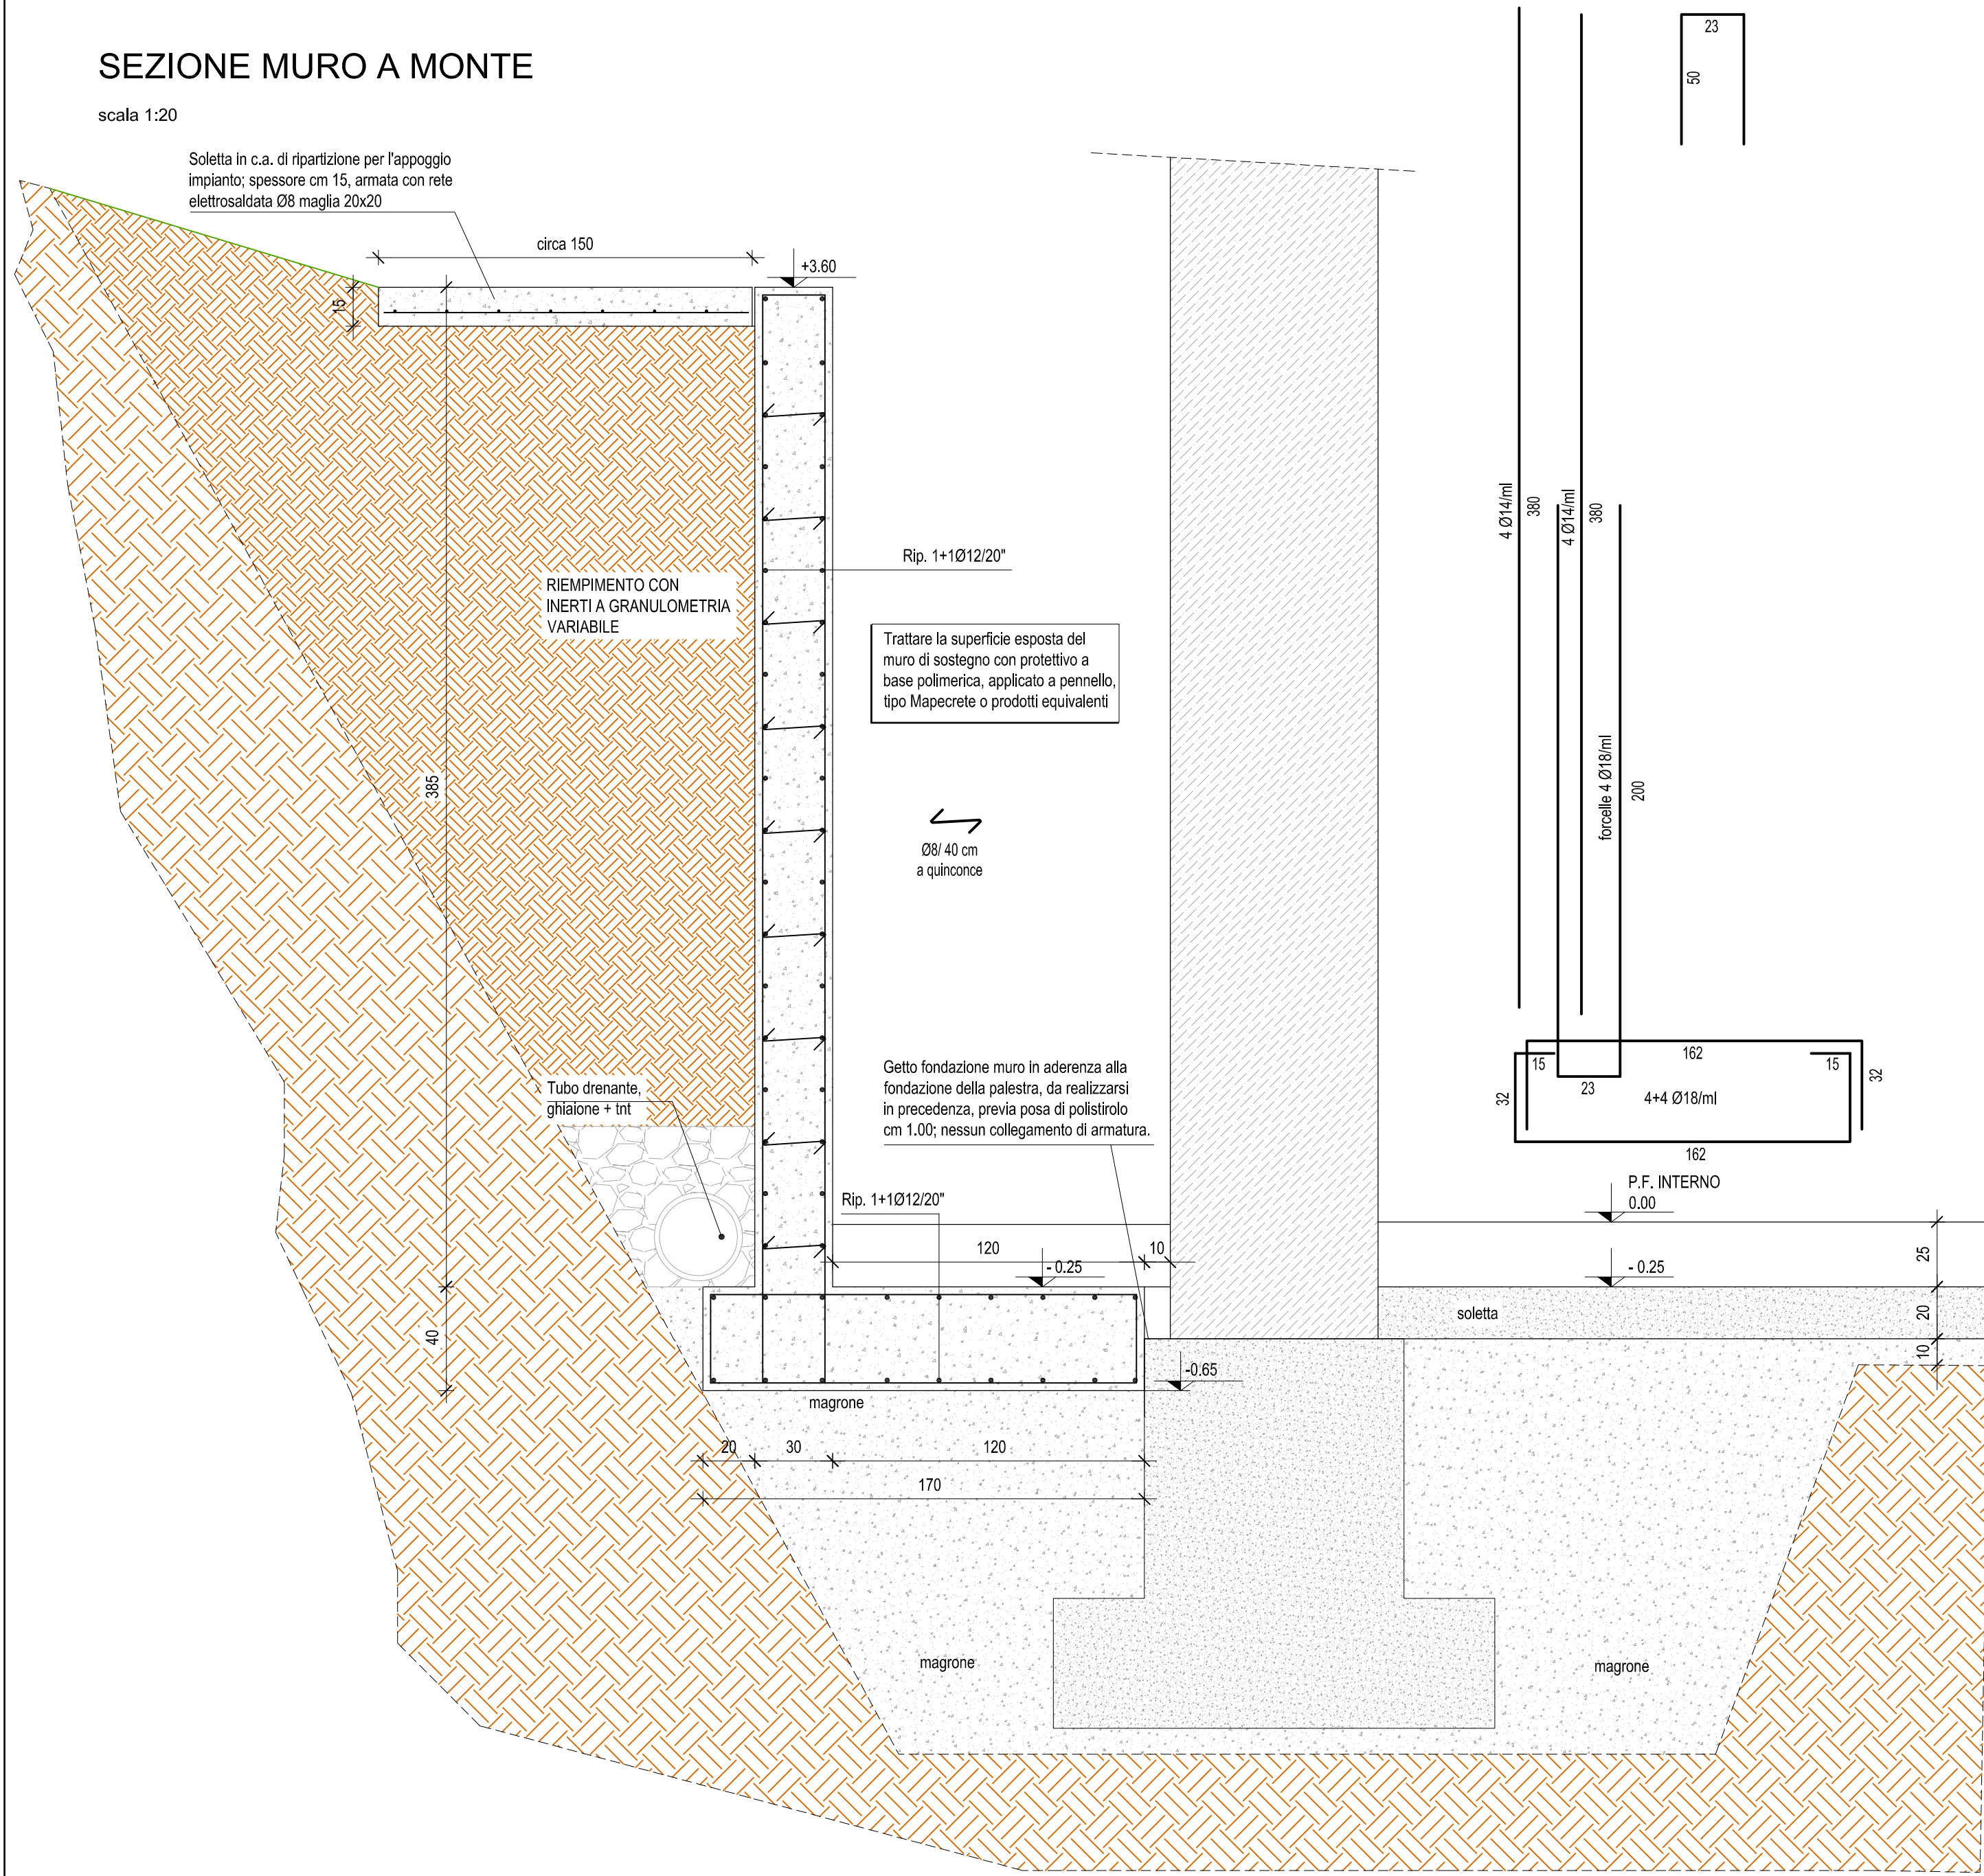 SEZIONE MURO A MONTE
scala 1:20
Soletta in c.a. di ripartizione per l'appoggio
impianto; spessore cm 15, armata con rete
elettrosaldata Ø8 maglia 20x20
circa 150
+3.60
15
385
40
RIEMPIMENTO CON
INERTI A GRANULOMETRIA
VARIABILE
Rip. 1+1Ø12/20"
Trattare la superficie esposta del
muro di sostegno con protettivo a
base polimerica, applicato a pennello,
tipo Mapecrete o prodotti equivalenti
Ø8/ 40 cm
a quinconce
Tubo drenante,
ghiaione + tnt
Getto fondazione muro in aderenza alla
fondazione della palestra, da realizzarsi
in precedenza, previa posa di polistirolo
cm 1.00; nessun collegamento di armatura.
Rip. 1+1Ø12/20"
120
10
- 0.25
-0.65
magrone
20
30
120
170
magrone
magrone
23
50
4 Ø14/ml
380
4 Ø14/ml
380
forcelle 4 Ø18/ml
200
162
15
15
32
32
23
4+4 Ø18/ml
162
P.F. INTERNO
0.00
- 0.25
soletta
25
20
10